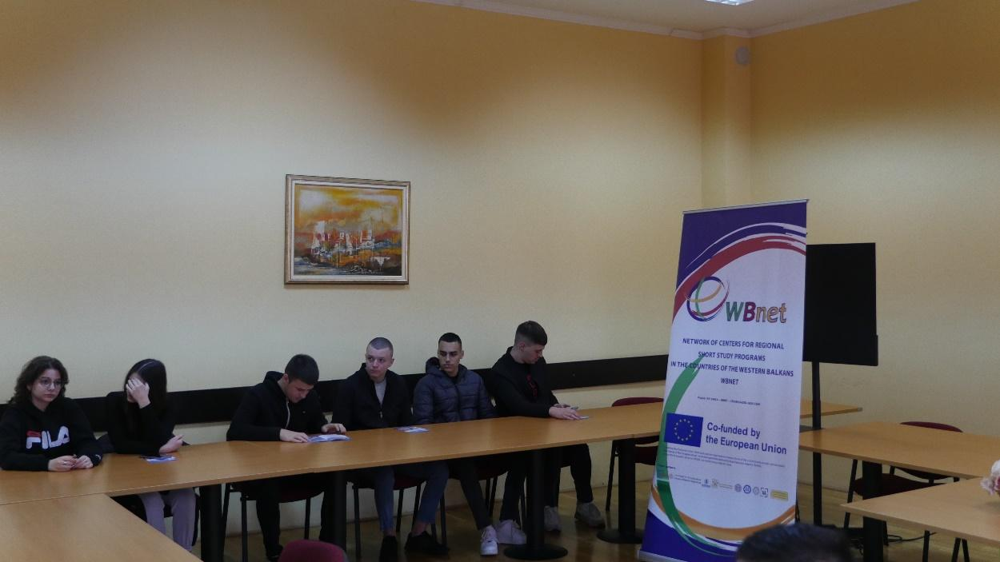 FILA
WBnet
NETWORK OF CENTERS FOR REGIONAL
SHORT STUDY PROGRAMS
IN THE COUNTRIES OF THE WESTERN BALKANS
WBNET
Co-funded by
the European Union